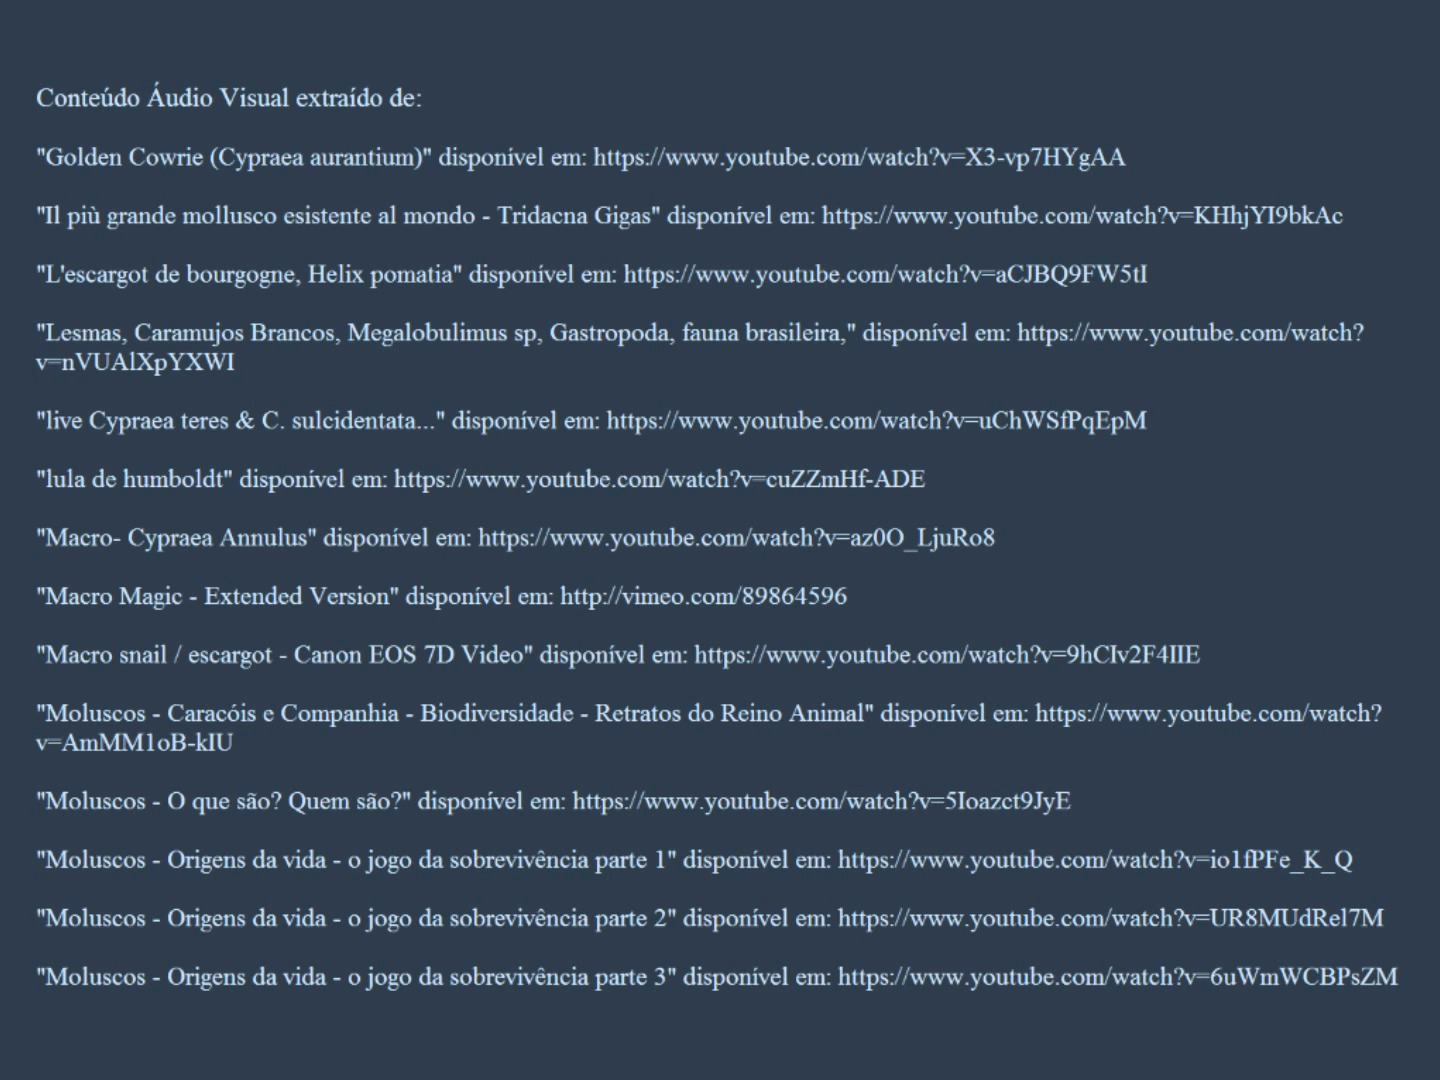 Conteúdo Áudio Visual extraído de:
"Golden Cowrie (Cypraea aurantium)" disponível em: https://www.youtube.com/watch?v=X3-vp7HYgAA
"Il più grande mollusco esistente al mondo - Tridacna Gigas" disponível em: https://www.youtube.com/watch?v=KHhjYI9bkAc
"L'escargot de bourgogne, Helix pomatia" disponível em: https://www.youtube.com/watch?v=aCJBQ9FW5tI
"Lesmas, Caramujos Brancos, Megalobulimus sp, Gastropoda, fauna brasileira," disponível em: https://www.youtube.com/watch?
v=nVUAlXpYXWI
"live Cypraea teres & C. sulcidentata..." disponível em: https://www.youtube.com/watch?v=uChWSfPqEpM
"lula de humboldt" disponível em: https://www.youtube.com/watch?v=cuZZmHf-ADE
"Macro- Cypraea Annulus" disponível em: https://www.youtube.com/watch?v=az0O_LjuRo8
"Macro Magic - Extended Version" disponível em: http://vimeo.com/89864596
"Macro snail / escargot - Canon EOS 7D Video" disponível em: https://www.youtube.com/watch?v=9hCIv2F4IIE
"Moluscos - Caracóis e Companhia - Biodiversidade - Retratos do Reino Animal" disponível em: https://www.youtube.com/watch?
v=AmMM1oB-kIU
"Moluscos - O que são? Quem são?" disponível em: https://www.youtube.com/watch?v=5Ioazct9JyE
"Moluscos - Origens da vida - o jogo da sobrevivência parte 1" disponível em: https://www.youtube.com/watch?v=io1fPFe_K_Q
"Moluscos - Origens da vida - o jogo da sobrevivência parte 2" disponível em: https://www.youtube.com/watch?v=UR8MUdRel7M
"Moluscos - Origens da vida - o jogo da sobrevivência parte 3" disponível em: https://www.youtube.com/watch?v=6uWmWCBPsZM